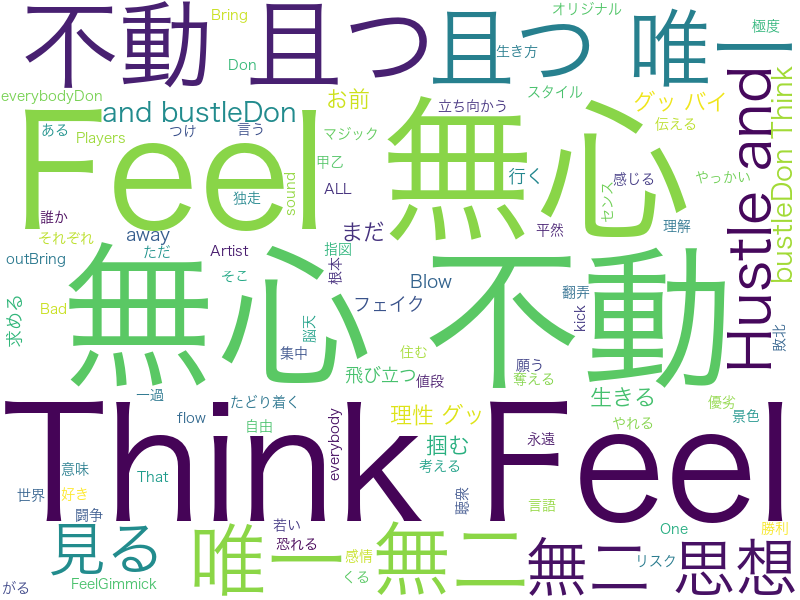 不動 且つ
且つ 唯一
Bring
オリジナル
極度
Don
生き方
everybodyDon
and bustleDon
お前
立ち向かう
スタイル
グッ バイ
伝える
Hustle and
bustleDon Think
ある
Players
つけ
言う
マジック
Feel 無心
甲乙
ALL
独走
sound
行く
感じる
センス
やっかい
誰か
それぞれ
away
ただ
Artist
まだ
指図
根本
平然
理解
outBring
そこ
Blow
無心 不動
求める
Bad
フェイク
翻弄
kick
脳天
集中
住む
願う
敗北
飛び立つ
値段
奪える
一過
たどり着く
生きる
優劣
flow
自由
everybody
理性 グッ
掴む
永遠
やれる
景色
Think Feel
意味
That
考える
聴衆
世界
好き
言語
闘争
若い
恐れる
One
勝利
見る
唯一 無二
感情
くる
無二 思想
リスク
がる
FeelGimmick